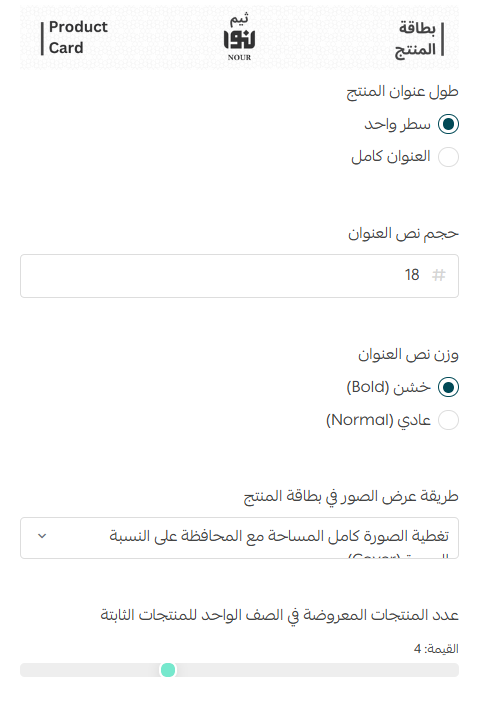 بطاقة
المنتج
ثيم
نورا
NOUR
Product
Card
طول عنوان المنتج
سطر واحد
العنوان كامل
حجم نص العنوان
# 18
وزن نص العنوان
خشن (Bold)
عادي (Normal)
طريقة عرض الصور في بطاقة المنتج
تغطية الصورة كامل المساحة مع المحافظة على النسبة
(Cover)
عدد المنتجات المعروضة في الصف الواحد للمنتجات الثابتة
القيمة: 4